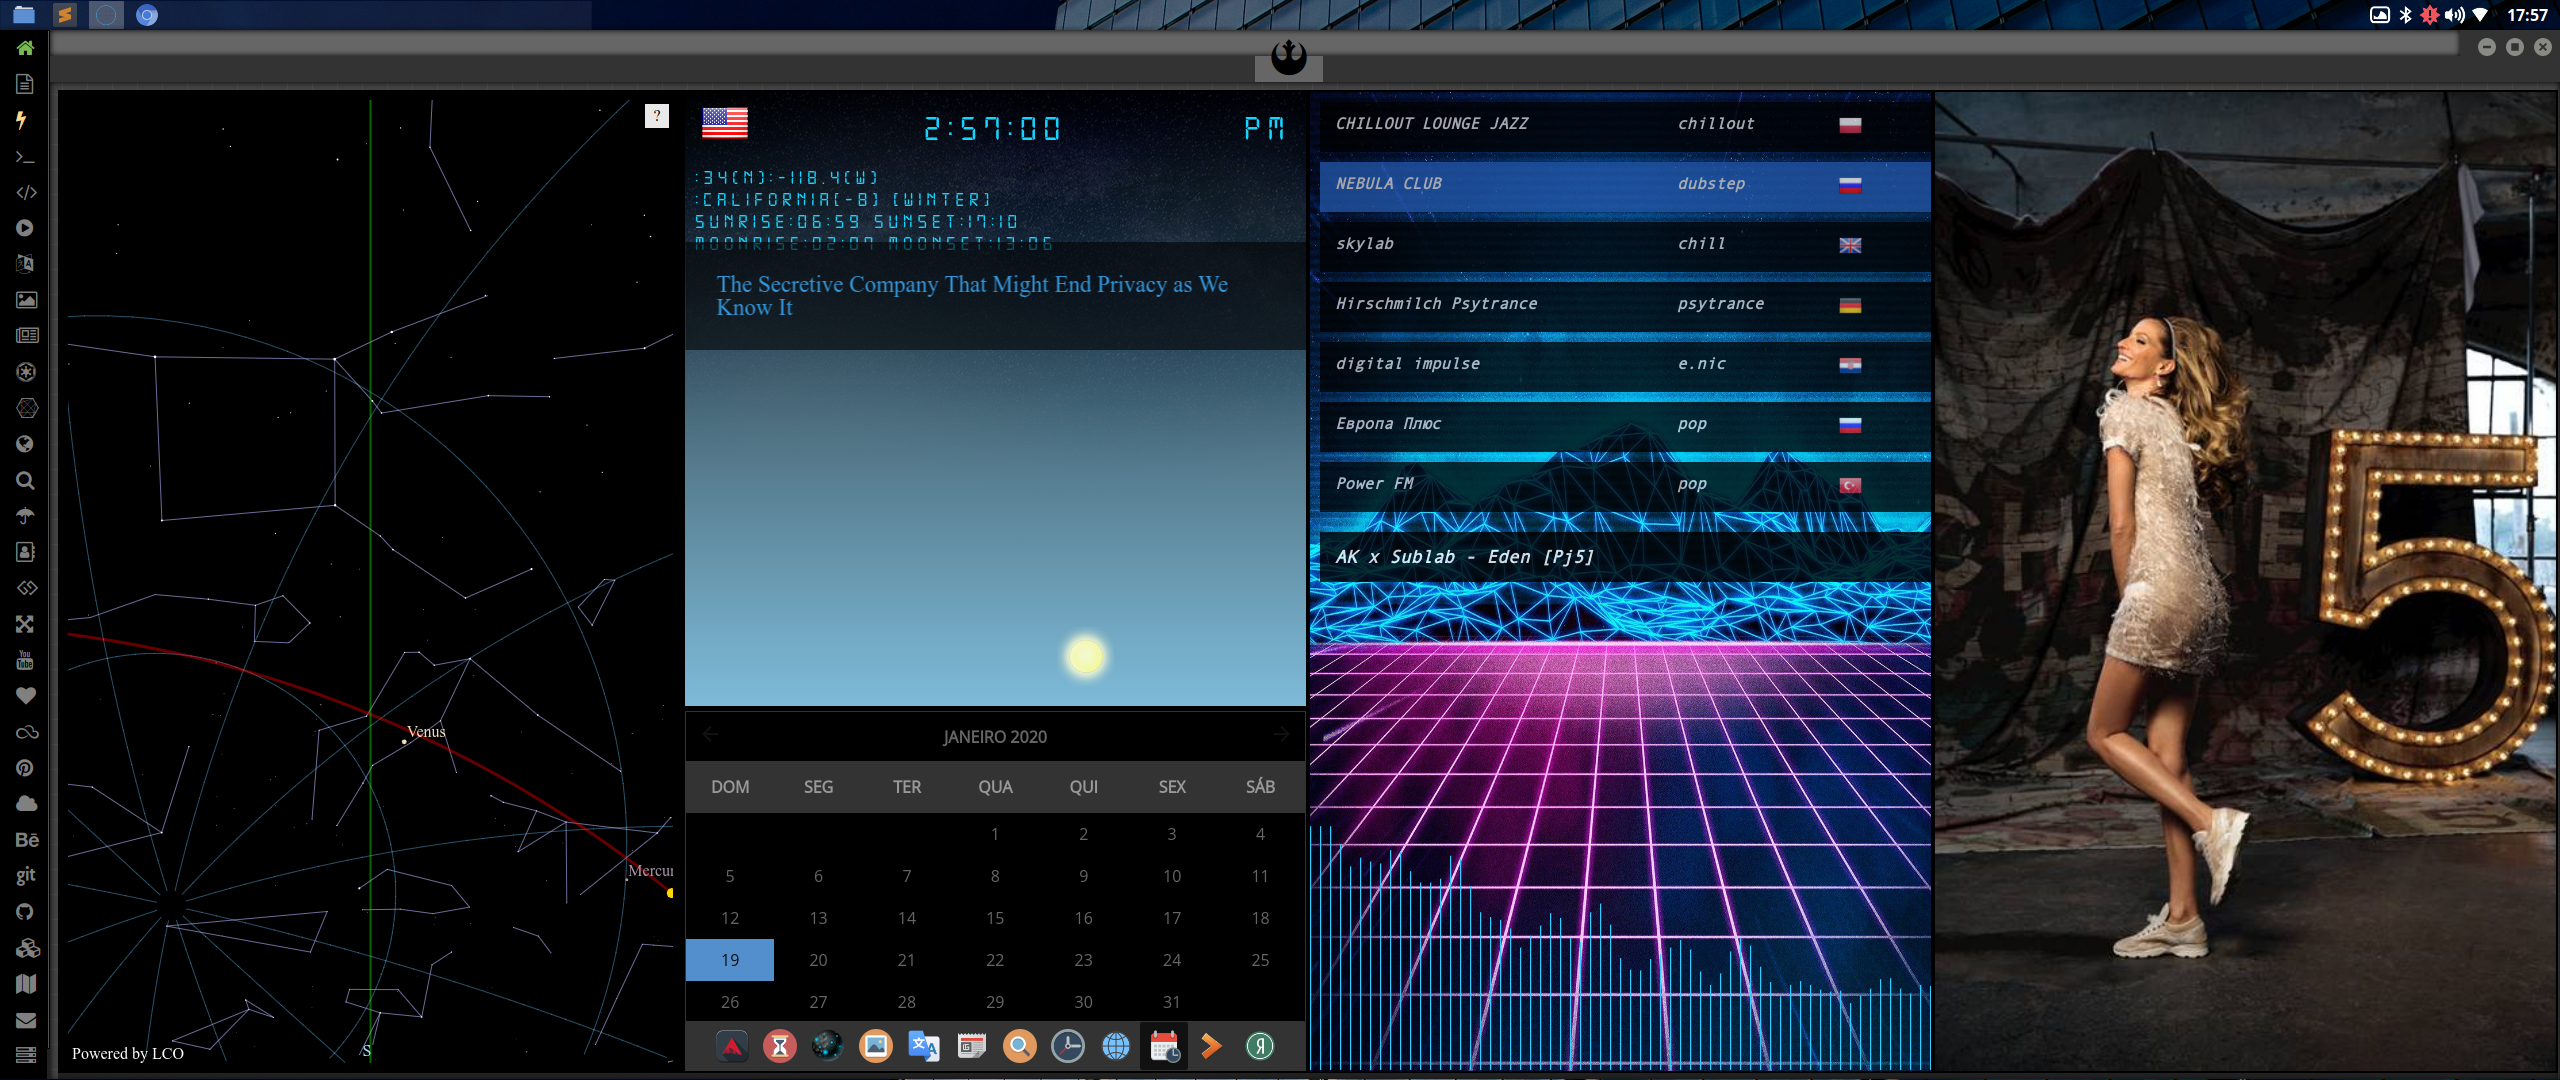 17:57
?
Venus
Mercur
S
Powered by LCO
2:57:00 PM
:34(N):-118.4(W)
:CALIFORNIA(-8) (WINTER)
SUNRISE:06:59 SUNSET:17:10
MOONRISE:02:07 MOONSET:13:06
The Secretive Company That Might End Privacy as We
Know It
JANEIRO 2020
DOM SEG TER QUA QUI SEX SÁB
1 2 3 4
5 6 7 8 9 10 11
12 13 14 15 16 17 18
19 20 21 22 23 24 25
26 27 28 29 30 31
CHILLOUT LOUNGE JAZZ chillout
NEBULA CLUB dubstep
skylab chill
Hirschmilch Psytrance psytrance
digital impulse e.nic
Европа Плюс pop
Power FM pop
AK x Sublab - Eden [Pj5]
5
You
Tube
Bē
git
Я